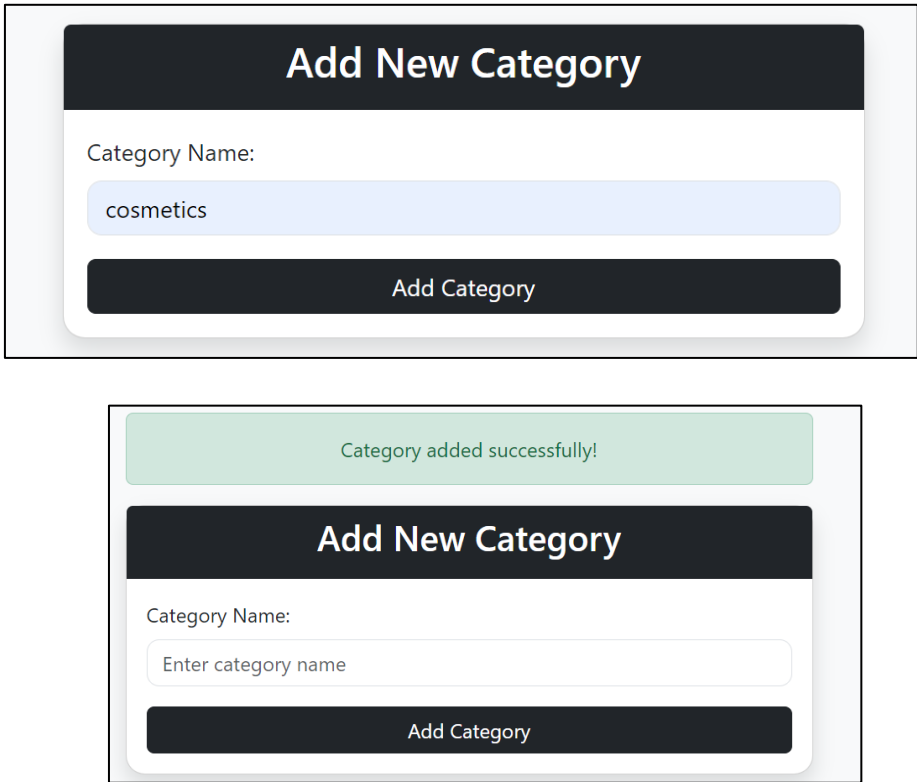 Add New Category
Category Name:
cosmetics
Add Category
Category added successfully!
Add New Category
Category Name:
Enter category name
Add Category